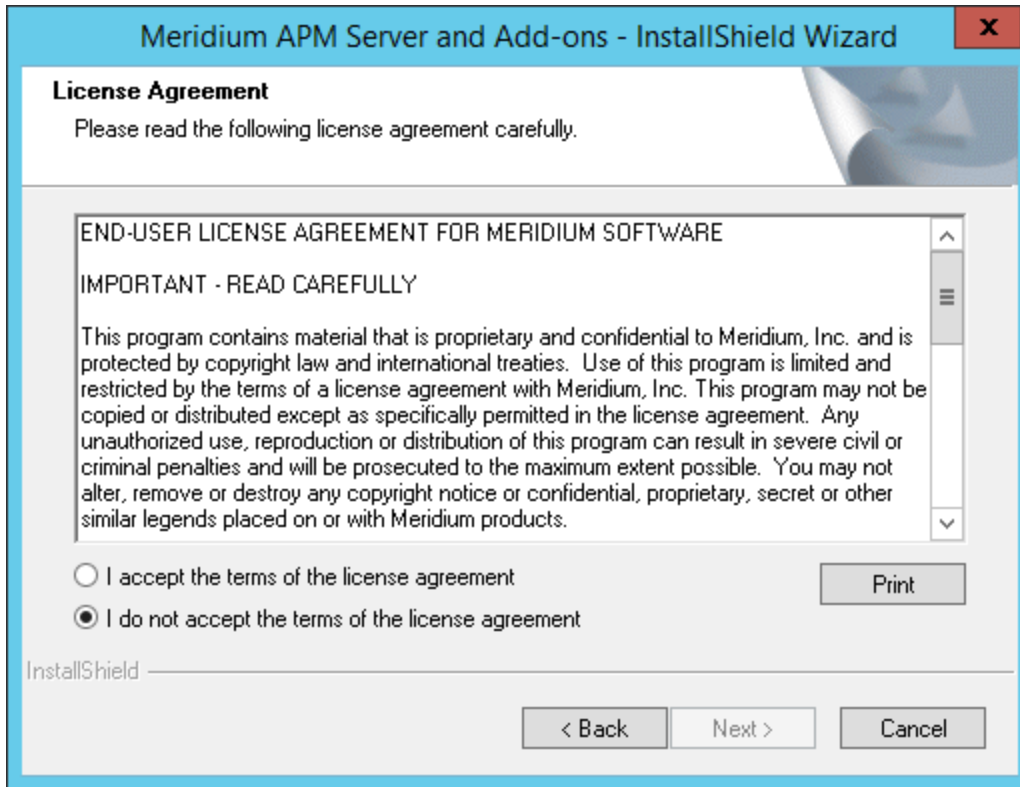 Meridium APM Server and Add-ons - InstallShield Wizard
x
License Agreement
Please read the following license agreement carefully.
END-USER LICENSE AGREEMENT FOR MERIDIUM SOFTWARE
IMPORTANT - READ CAREFULLY
This program contains material that is proprietary and confidential to Meridium, Inc. and is
protected by copyright law and international treaties.  Use of this program is limited and
restricted by the terms of a license agreement with Meridium, Inc. This program may not be
copied or distributed except as specifically permitted in the license agreement.  Any
unauthorized use, reproduction or distribution of this program can result in severe civil or
criminal penalties and will be prosecuted to the maximum extent possible.  You may not
alter, remove or destroy any copyright notice or confidential, proprietary, secret or other
similar legends placed on or with Meridium products.
I accept the terms of the license agreement
Print
I do not accept the terms of the license agreement
InstallShield
< Back
Next >
Cancel